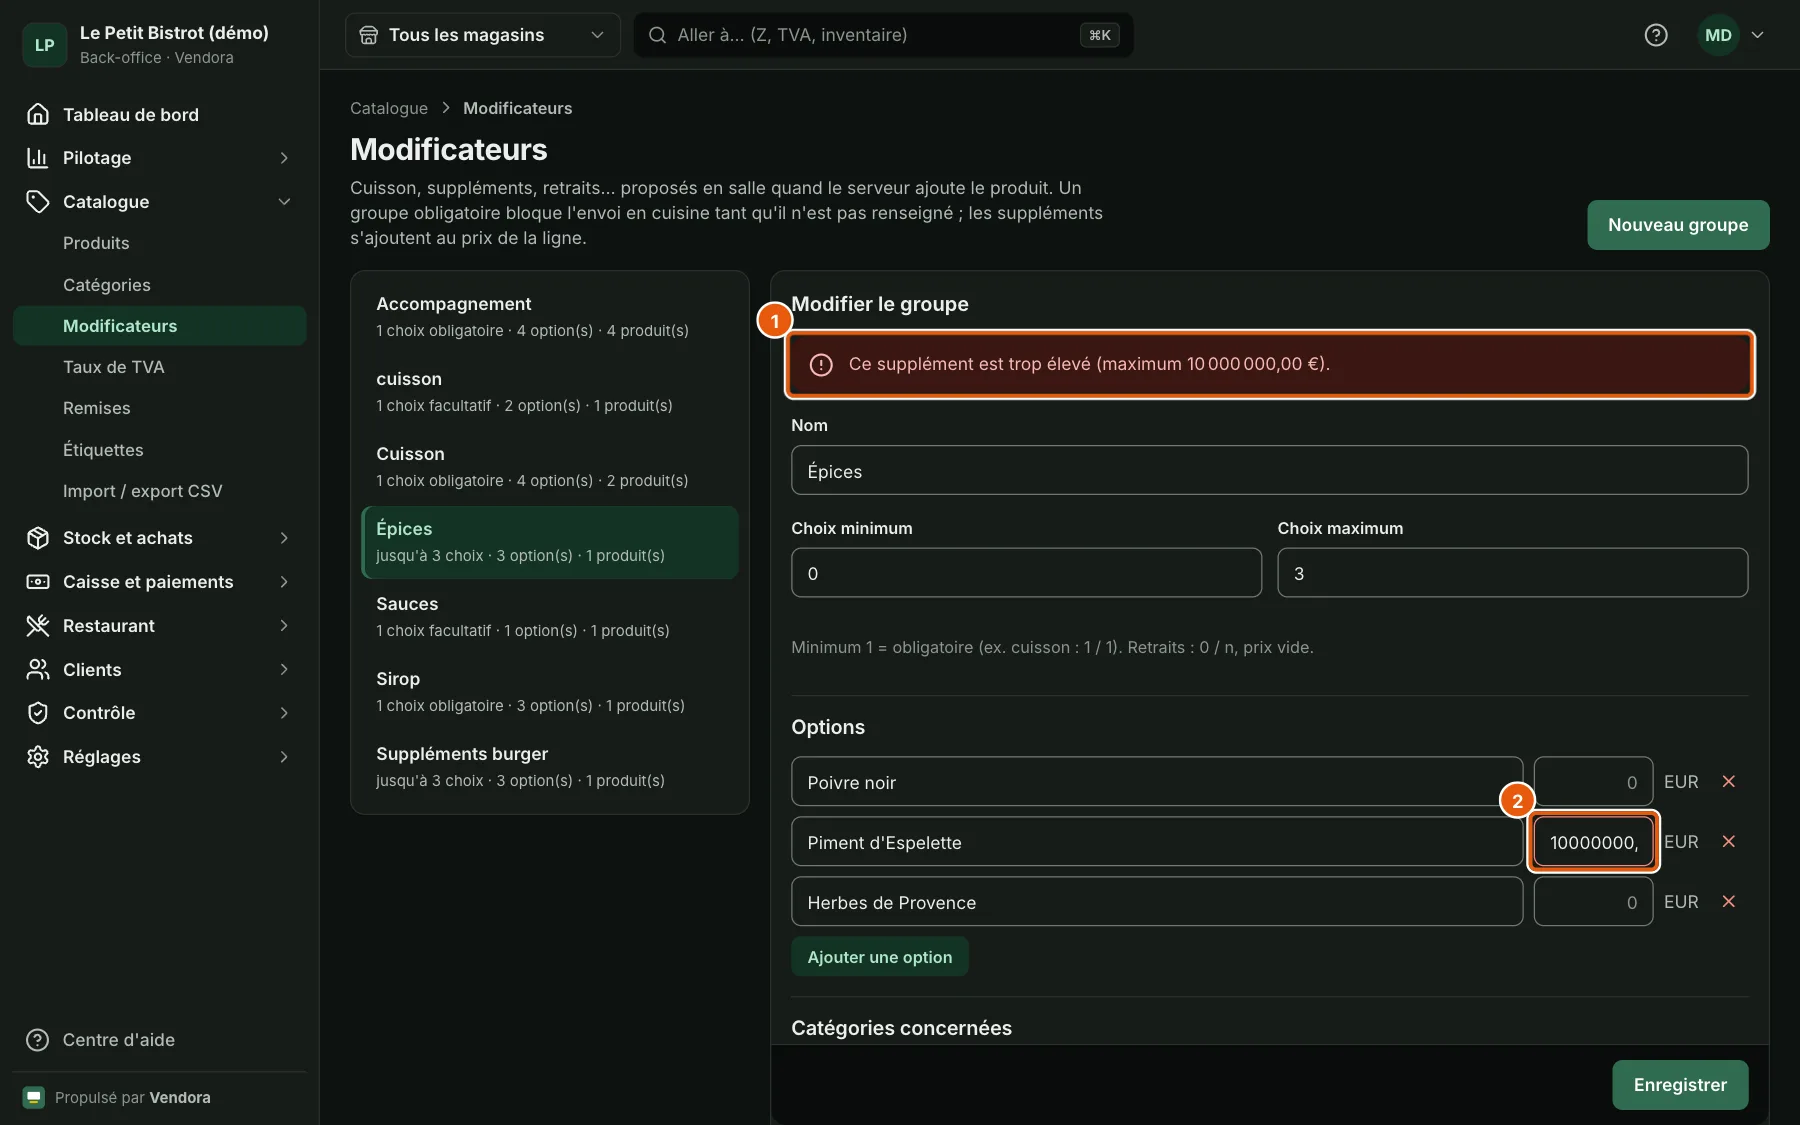 LP
Le Petit Bistrot (démo)
Back-office · Vendora
Tous les magasins
Aller à... (Z, TVA, inventaire)
⌘K
MD
Tableau de bord
Pilotage
Catalogue
Produits
Catégories
Modificateurs
Taux de TVA
Remises
Étiquettes
Import / export CSV
Stock et achats
Caisse et paiements
Restaurant
Clients
Contrôle
Réglages
Centre d'aide
Propulsé par Vendora
Catalogue > Modificateurs
Modificateurs
Cuisson, suppléments, retraits... proposés en salle quand le serveur ajoute le produit. Un
groupe obligatoire bloque l'envoi en cuisine tant qu'il n'est pas renseigné ; les suppléments
s'ajoutent au prix de la ligne.
Nouveau groupe
Accompagnement
1 choix obligatoire · 4 option(s) · 4 produit(s)
cuisson
1 choix facultatif · 2 option(s) · 1 produit(s)
Cuisson
1 choix obligatoire · 4 option(s) · 2 produit(s)
Épices
jusqu'à 3 choix · 3 option(s) · 1 produit(s)
Sauces
1 choix facultatif · 1 option(s) · 1 produit(s)
Sirop
1 choix obligatoire · 3 option(s) · 1 produit(s)
Suppléments burger
jusqu'à 3 choix · 3 option(s) · 1 produit(s)
Modifier le groupe
1
Ce supplément est trop élevé (maximum 10 000 000,00 €).
Nom
Épices
Choix minimum
Choix maximum
0
3
Minimum 1 = obligatoire (ex. cuisson : 1 / 1). Retraits : 0 / n, prix vide.
Options
Poivre noir
0
EUR
2
Piment d'Espelette
10000000,
EUR
Herbes de Provence
0
EUR
Ajouter une option
Catégories concernées
Enregistrer